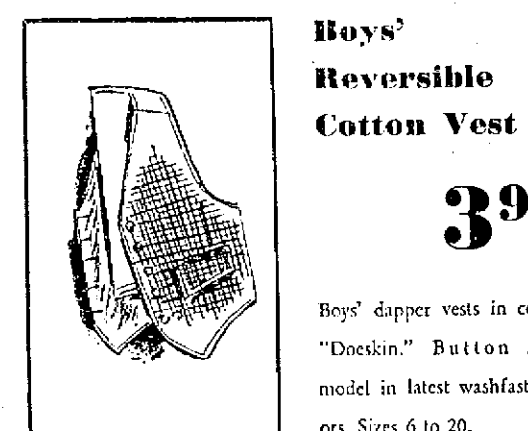 Boys'
Reversible
Cotton Vest
39
Boys' dapper vests in
"Doeskin." Button
model in latest washfast
ors. Sizes 6 to 20.